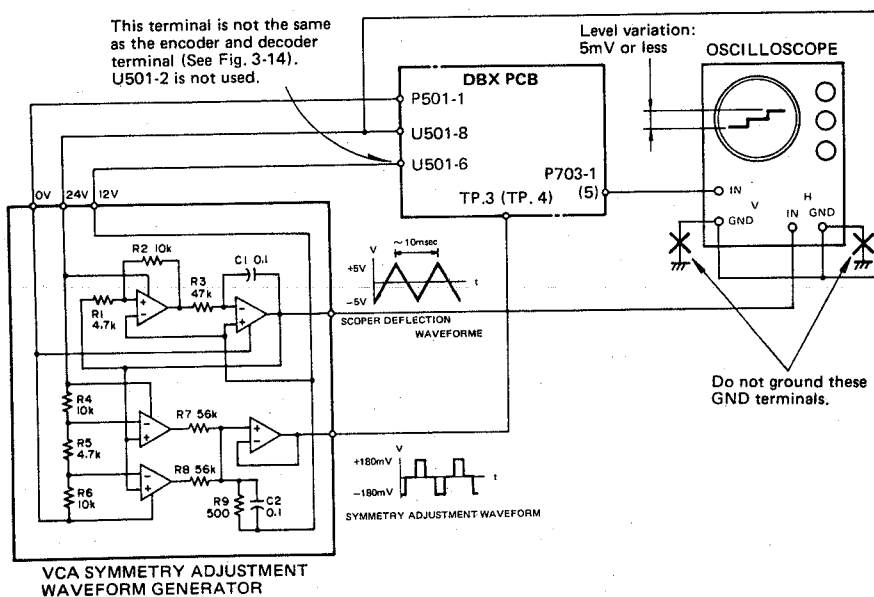 This terminal is not the same
as the encoder and decoder
terminal (See Fig. 3-14).
U501-2 is not used.
Level variation:
5mV or less
OSCILLOSCOPE
DBX PCB
P501-1
U501-8
U501-6
P703-1
(5)
TP.3 (TP. 4)
IN
V
GND
H
IN GND
0V 24V 12V
R2 10k
C1 0.1
R3
47k
R1
4.7k
V
~10msec
+5V
t
-5V
SCOPER DEFLECTION
WAVEFORME
Do not ground these
GND terminals.
R4
10k
R5
4.7k
R6
10k
R7 56k
R8 56k
R9
500
C2
0.1
V
+180mV
t
-180mV
SYMMETRY ADJUSTMENT WAVEFORM
VCA SYMMETRY ADJUSTMENT
WAVEFORM GENERATOR